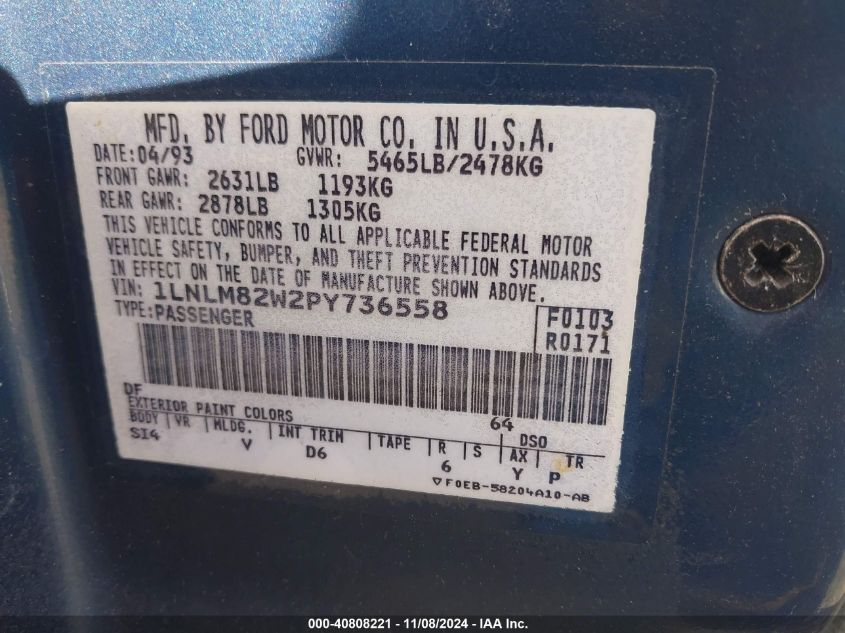 MFD. BY FORD MOTOR CO. IN U.S.A.
DATE: 04/93 GVWR: 5465LB/2478KG
FRONT GAWR: 2631LB 1193KG
REAR GAWR: 2878LB 1305KG
THIS VEHICLE CONFORMS TO ALL APPLICABLE FEDERAL MOTOR
VEHICLE SAFETY, BUMPER, AND THEFT PREVENTION STANDARDS
IN EFFECT ON THE DATE OF MANUFACTURE SHOWN ABOVE.
VIN: 1LNLM82W2PY736558
TYPE: PASSENGER
F0103
R0171
DF 64
EXTERIOR PAINT COLORS DSO
BODY VR MLDG. INT TRIM TAPE R S AX TR
SI4 V D6 6 Y P
▽F0EB-58204A10-AB
000-40808221 - 11/08/2024 - IAA Inc.